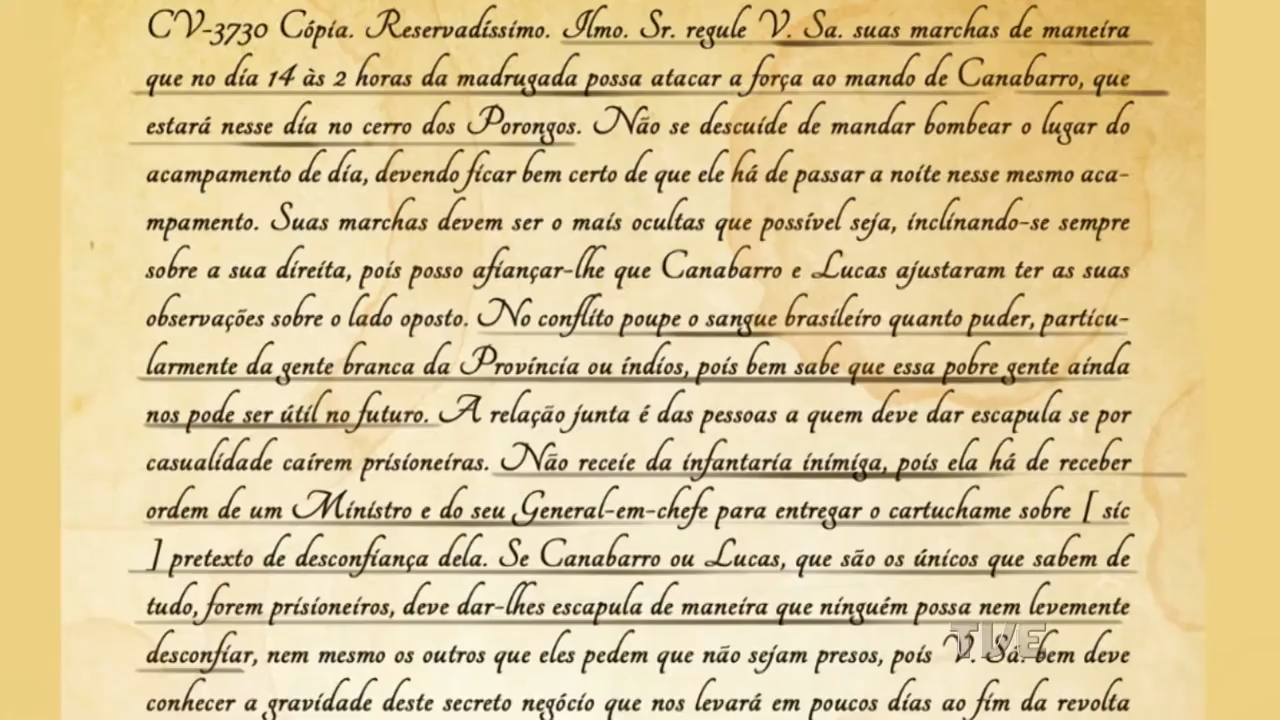 CV-3730 Cópia. Reservadíssimo. Ilmo. Sr. regule V. Sa. suas marchas de maneira
que no dia 14 às 2 horas da madrugada possa atacar a força ao mando de Canabarro, que
estará nesse dia no cerro dos Porongos. Não se descuide de mandar bombear o lugar do
acampamento de dia, devendo ficar bem certo de que ele há de passar a noite nesse mesmo aca-
mpamento. Suas marchas devem ser o mais ocultas que possível seja, inclinando-se sempre
sobre a sua direita, pois posso afiançar-lhe que Canabarro e Lucas ajustaram ter as suas
observações sobre o lado oposto. No conflito poupe o sangue brasileiro quanto puder, particu-
larmente da gente branca da Província ou índios, pois bem sabe que essa pobre gente ainda
nos pode ser útil no futuro. A relação junta é das pessoas a quem deve dar escapula se por
casualidade caírem prisioneiras. Não receie da infantaria inimiga, pois ela há de receber
ordem de um Ministro e do seu General-em-chefe para entregar o cartuchame sobre [ sic
] pretexto de desconfiança dela. Se Canabarro ou Lucas, que são os únicos que sabem de
tudo, forem prisioneiros, deve dar-lhes escapula de maneira que ninguém possa nem levemente
desconfiar, nem mesmo os outros que eles pedem que não sejam presos, pois V. Sa. bem deve
conhecer a gravidade deste secreto negócio que nos levará em poucos dias ao fim da revolta
TVE